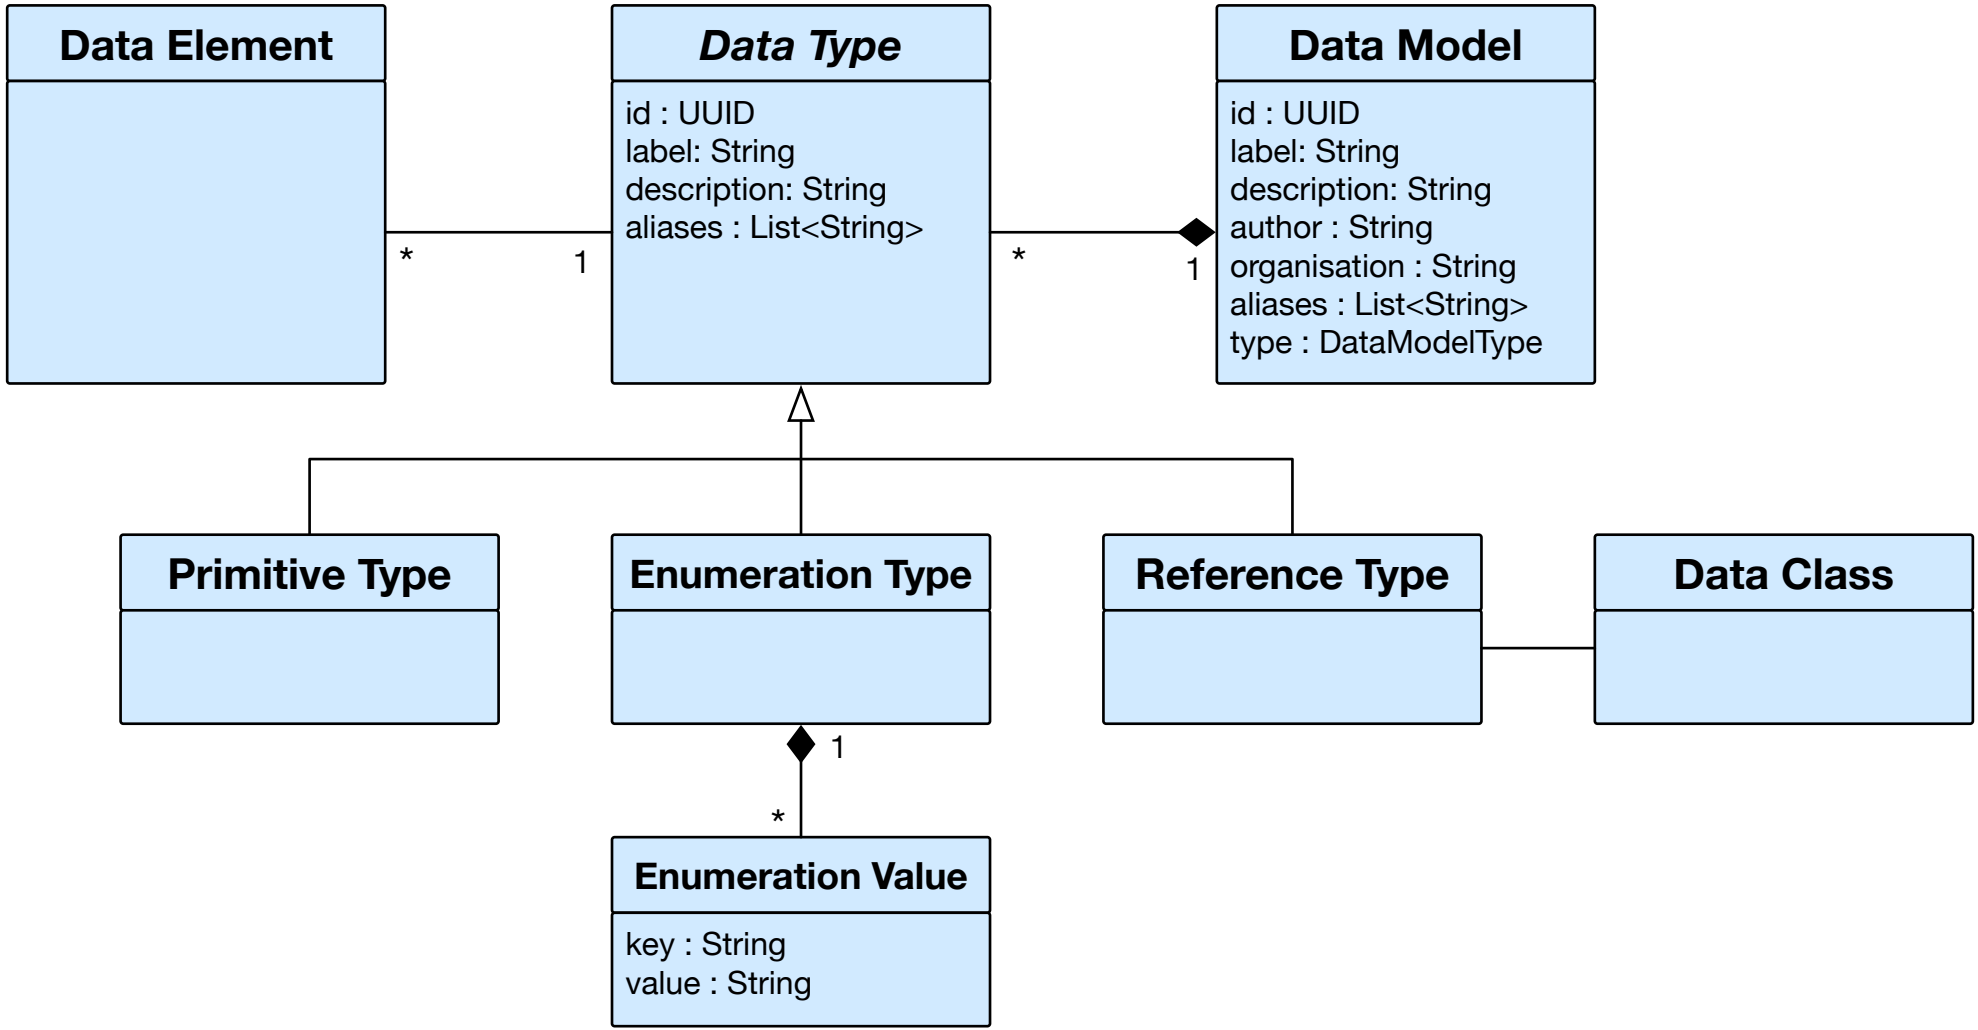 Data Element
Data Type
id : UUID
label: String
description: String
aliases : List<String>
Data Model
id : UUID
label: String
description: String
author : String
organisation : String
aliases : List<String>
type : DataModelType
*
1
*
1
Primitive Type
Enumeration Type
Reference Type
Data Class
1
*
Enumeration Value
key : String
value : String